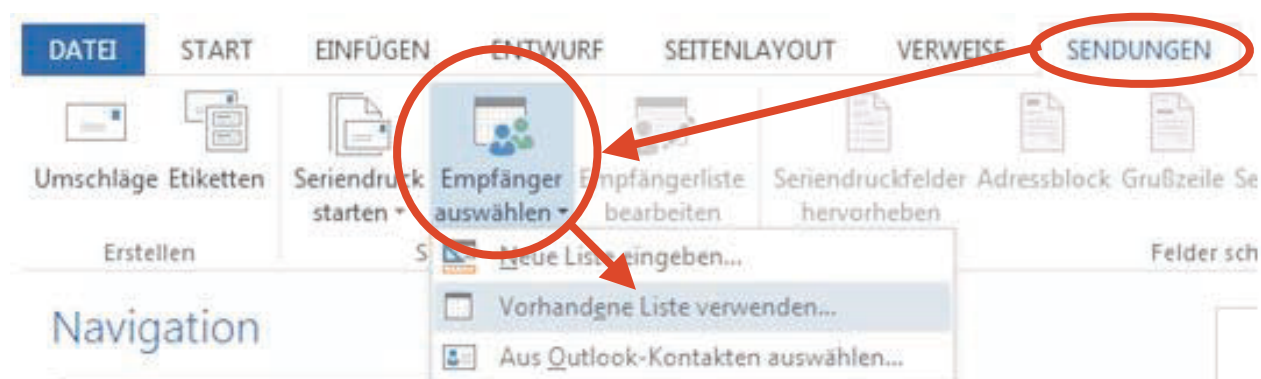 DATEI START EINFÜGEN ENTWURF SEITENLAYOUT VERWEISE SENDUNGEN
Umschläge Etiketten Seriendruck Empfänger Empfängerliste Seriendruckfelder Adressblock Grußzeile Se
starten auswählen bearbeiten hervorheben
Erstellen S Felder sch
Neue Liste eingeben...
Vorhandene Liste verwenden...
Navigation
Aus Outlook-Kontakten auswählen...